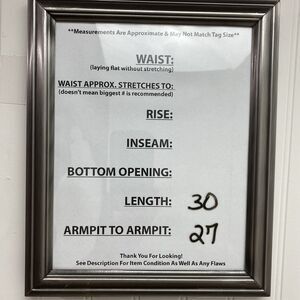 **Measurements Are Approximate & May Not Match Tag Size**
WAIST:
(laying flat without stretching)
WAIST APPROX. STRETCHES TO:
(doesn't mean biggest it is recommended)
RISE:
INSEAM:
BOTTOM OPENING:
LENGTH: 30
ARMPIT TO ARMPIT: 27
Thank You For Looking!
See Description For Item Condition As Well As Any Flaws